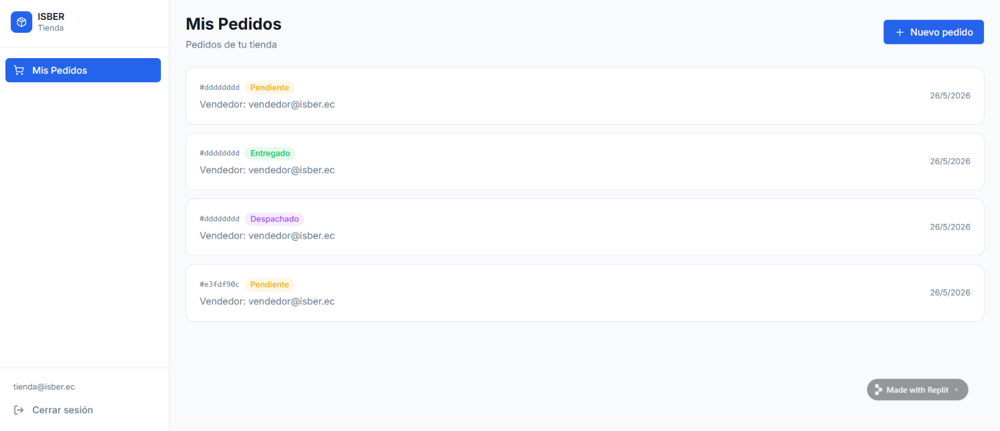 ISBER
Tienda
Mis Pedidos
Mis Pedidos
Pedidos de tu tienda
Nuevo pedido
#dddddddd Pendiente
Vendedor: vendedor@isber.ec
26/5/2026
#dddddddd Entregado
Vendedor: vendedor@isber.ec
26/5/2026
#dddddddd Despachado
Vendedor: vendedor@isber.ec
26/5/2026
#e3fdf90c Pendiente
Vendedor: vendedor@isber.ec
26/5/2026
tienda@isber.ec
Cerrar sesión
Made with Replit ×